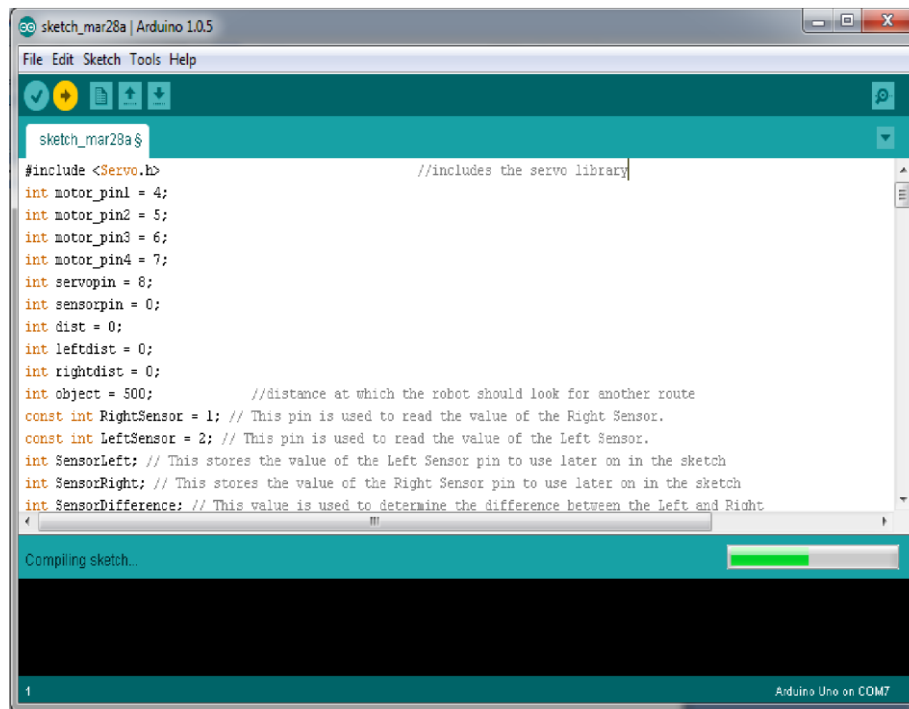 sketch_mar28a | Arduino 1.0.5
File Edit Sketch Tools Help
sketch_mar28a §
#include <Servo.h> //includes the servo library
int motor_pin1 = 4;
int motor_pin2 = 5;
int motor_pin3 = 6;
int motor_pin4 = 7;
int servopin = 8;
int sensorpin = 0;
int dist = 0;
int leftdist = 0;
int rightdist = 0;
int object = 500; //distance at which the robot should look for another route
const int RightSensor = 1; // This pin is used to read the value of the Right Sensor.
const int LeftSensor = 2; // This pin is used to read the value of the Left Sensor.
int SensorLeft; // This stores the value of the Left Sensor pin to use later on in the sketch
int SensorRight; // This stores the value of the Right Sensor pin to use later on in the sketch
int SensorDifference; // This value is used to determine the difference between the Left and Right
Compiling sketch...
1 Arduino Uno on COM7